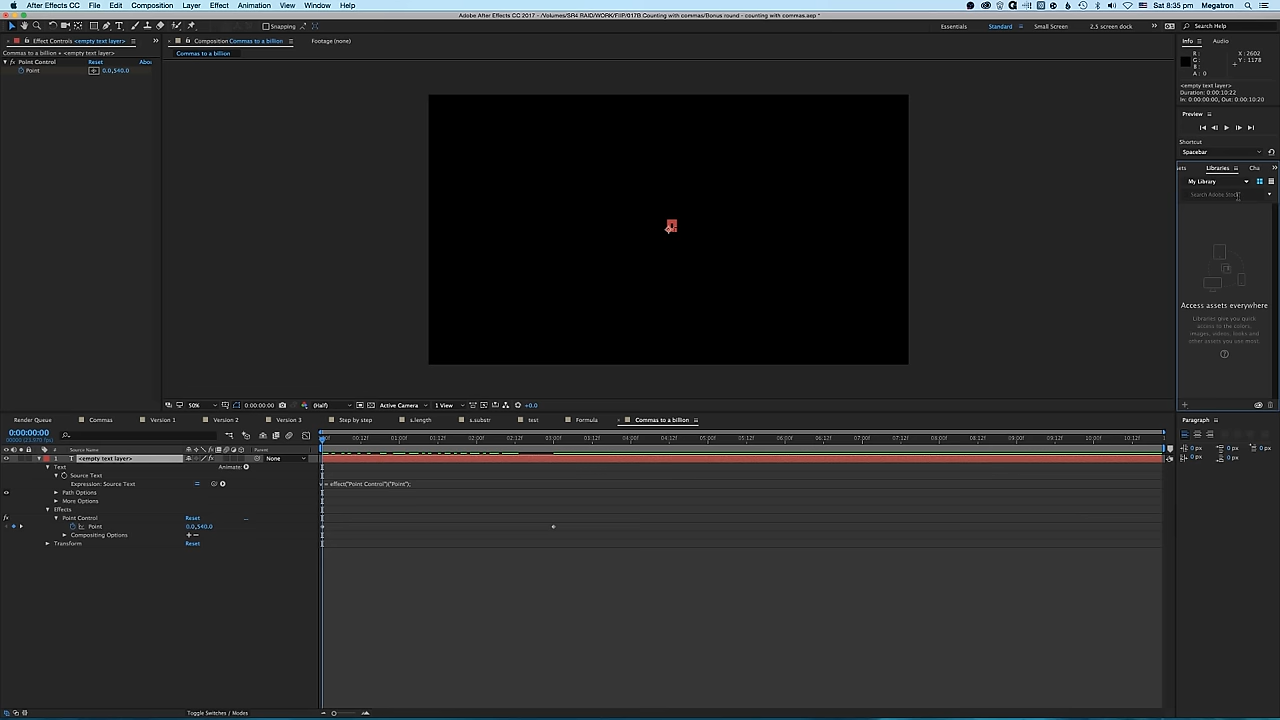 After Effects CC File Edit Composition Layer Effect Animation View Window Help Sat 8:35 pm Megatron
Adobe After Effects CC 2017 - /Volumes/SR4 RAID/WORK/FIP/017B Counting with commas/Bonus round - counting with commas.aep *
Snapping Essentials Standard Small Screen 2.5 screen dock Search Help
Effect Controls <empty text layer>
Commas to a billion • <empty text layer>
Point Control Reset Abou
Point 0.0,540.0
Composition Commas to a billion Footage (none)
Commas to a billion
Info Audio
R :
G :
B :
A : 0
X : 2602
Y : 1178
<empty text layer>
Duration: 0:00:10:22
In: 0:00:00:00, Out: 0:00:10:20
Preview
Shortcut
Spacebar
sets Libraries Cha
My Library
Search Adobe Stock
Access assets everywhere
Libraries give you quick
access to the colors,
images, videos, looks and
other assets you use most.
50% 0:00:00:00 (Half) Active Camera 1 View +0.0
Render Queue Commas Version 1 Version 2 Version 3 Step by step s.length s.substr test Formula Commas to a billion
0:00:00:00
00000 (23.976 fps)
00:12f 01:00f 01:12f 02:00f 02:12f 03:00f 03:12f 04:00f 04:12f 05:00f 05:12f 06:00f 06:12f 07:00f 07:12f 08:00f 08:12f 09:00f 09:12f 10:00f 10:12f
# Source Name Parent
1 T <empty text layer> None
Text Animate:
Source Text
Expression: Source Text
v = effect("Point Control")("Point");
Path Options
More Options
Effects
Point Control Reset
Point 0.0,540.0
Compositing Options
Transform Reset
Toggle Switches / Modes
Paragraph
0 px 0 px 0 px
0 px 0 px